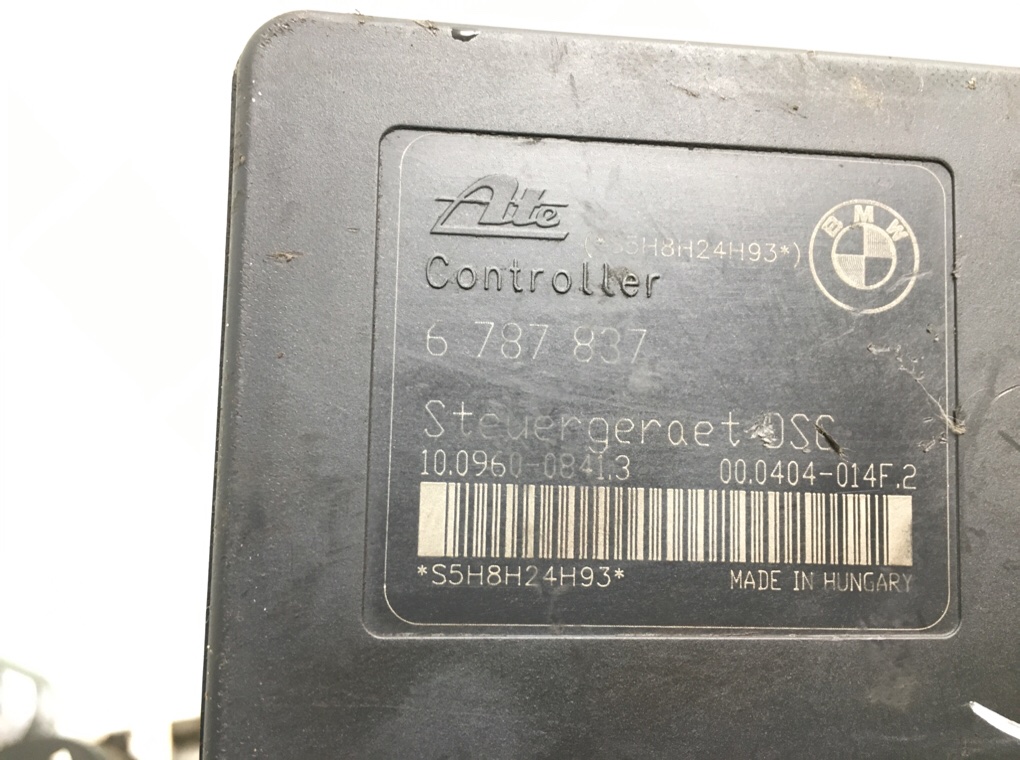 Ate
(*S5H8H24H93*)
BMW
Controller
6 787 837
Steuergeraet DSC
10.0960-0841.3 00.0404-014F.2
*S5H8H24H93* MADE IN HUNGARY